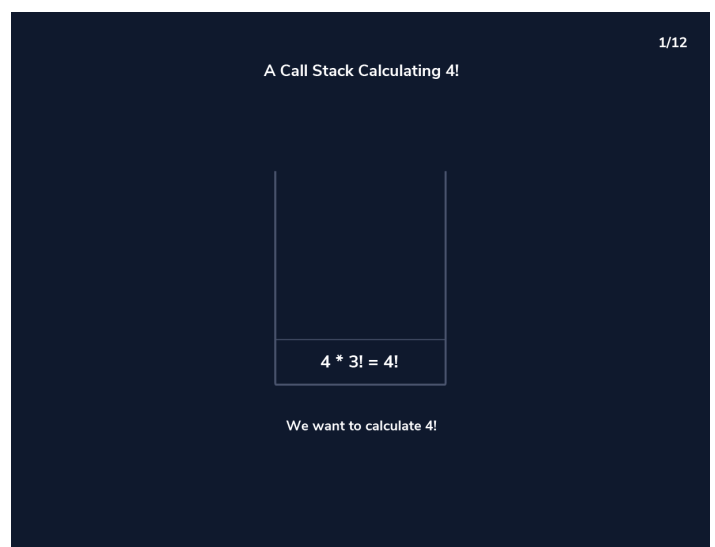 1/12
A Call Stack Calculating 4!
4 * 3! = 4!
We want to calculate 4!